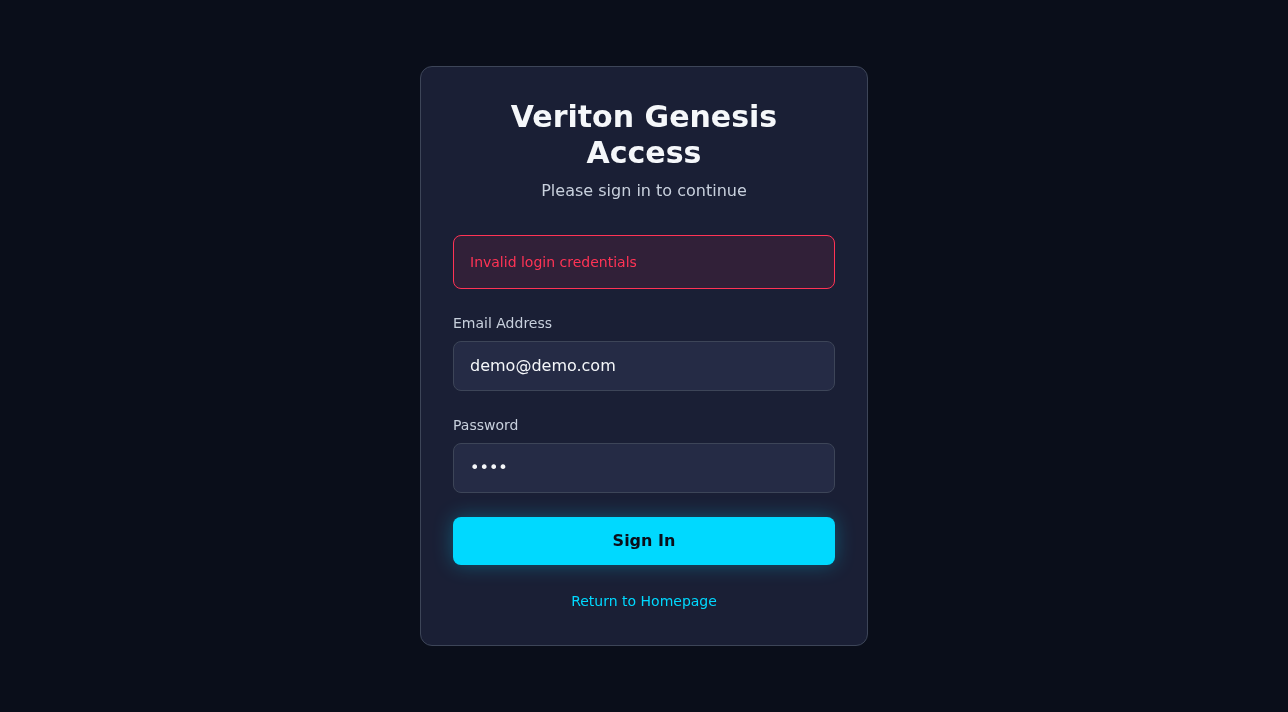 Veriton Genesis
Access
Please sign in to continue
Invalid login credentials
Email Address
demo@demo.com
Password
••••
Sign In
Return to Homepage